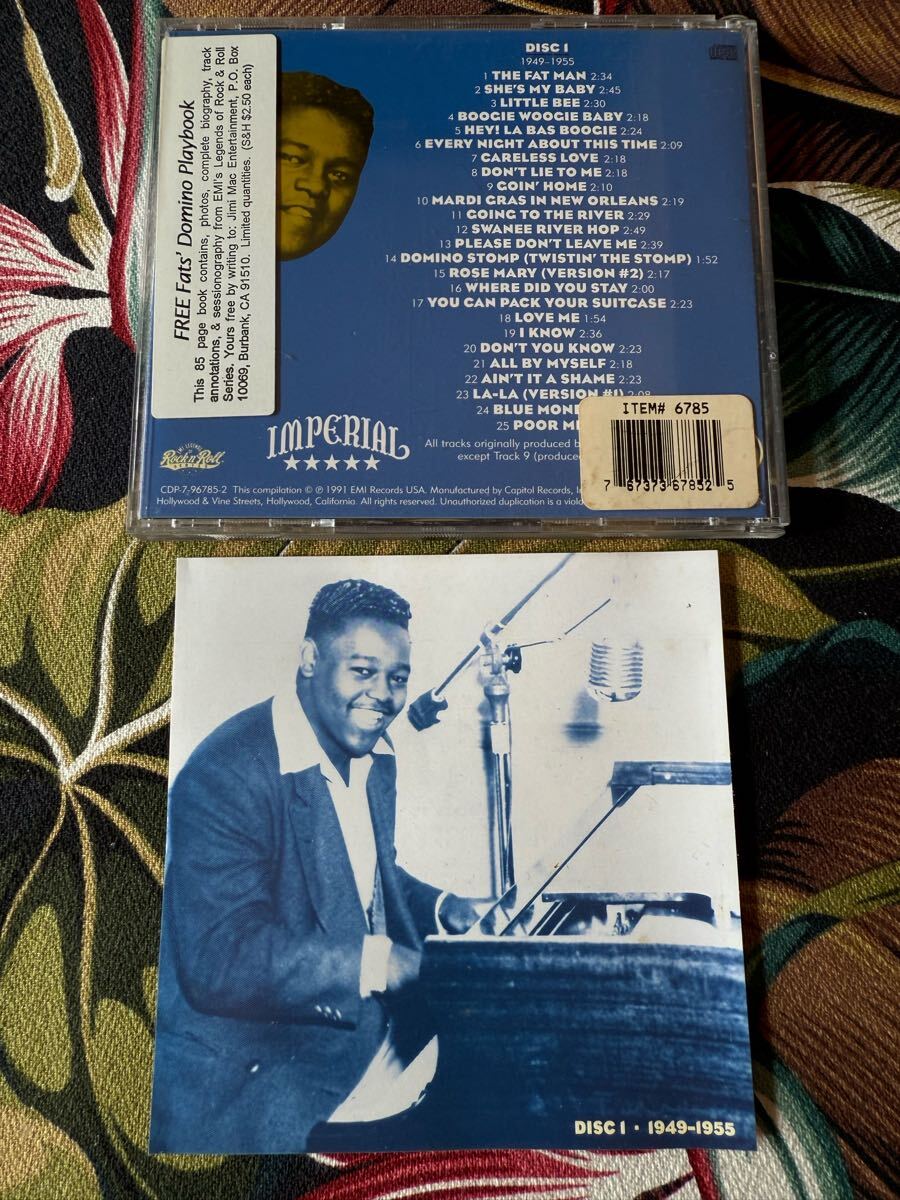 FREE Fats' Domino Playbook
This 85 page book contains, photos, complete biography, track
annotations, & sessionography from EMI's Legends of Rock & Roll
Series. Yours free by writing to: Jimi Mac Entertainment, P.O. Box
10069, Burbank, CA 91510. Limited quantities. (S&H $2.50 each)
DISC 1
1949–1955
1 THE FAT MAN 2:34
2 SHE'S MY BABY 2:45
3 LITTLE BEE 2:30
4 BOOGIE WOOGIE BABY 2:18
5 HEY! LA BAS BOOGIE 2:24
6 EVERY NIGHT ABOUT THIS TIME 2:09
7 CARELESS LOVE 2:18
8 DON'T LIE TO ME 2:18
9 GOIN' HOME 2:10
10 MARDI GRAS IN NEW ORLEANS 2:19
11 GOING TO THE RIVER 2:29
12 SWANEE RIVER HOP 2:49
13 PLEASE DON'T LEAVE ME 2:39
14 DOMINO STOMP (TWISTIN' THE STOMP) 1:52
15 ROSE MARY (VERSION #2) 2:17
16 WHERE DID YOU STAY 2:00
17 YOU CAN PACK YOUR SUITCASE 2:23
18 LOVE ME 1:54
19 I KNOW 2:36
20 DON'T YOU KNOW 2:23
21 ALL BY MYSELF 2:18
22 AIN'T IT A SHAME 2:23
23 LA-LA (VERSION #1) 2:08
24 BLUE MON
25 POOR M
All tracks originally produced b
except Track 9 (produce
ITEM# 6785
7 67373 67852 5
IMPERIAL
Rock n' Roll
CDP-7-96785-2 This compilation © ℗ 1991 EMI Records USA. Manufactured by Capitol Records, I
Hollywood & Vine Streets, Hollywood, California. All rights reserved. Unauthorized duplication is a viola
DISC 1 • 1949–1955